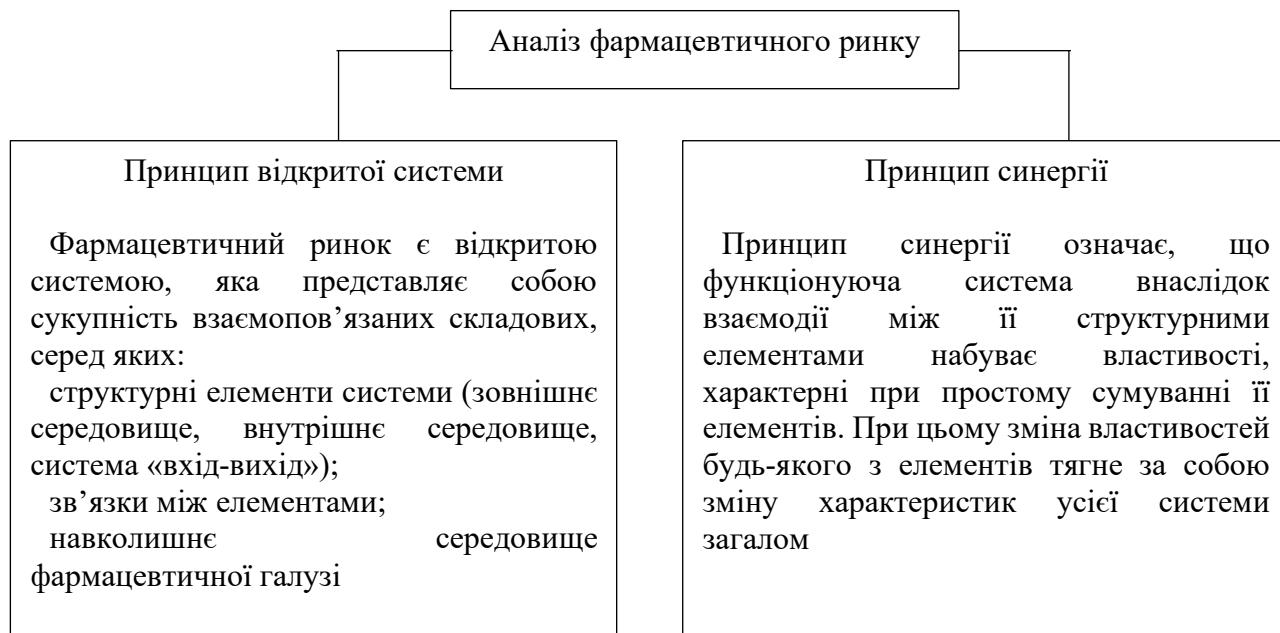 Аналіз фармацевтичного ринку
Принцип відкритої системи
Фармацевтичний ринок є відкритою
системою, яка представляє собою
сукупність взаємопов’язаних складових,
серед яких:
структурні елементи системи (зовнішнє
середовище, внутрішнє середовище,
система «вхід-вихід»);
зв’язки між елементами;
навколишнє середовище
фармацевтичної галузі
Принцип синергії
Принцип синергії означає, що
функціонуюча система внаслідок
взаємодії між її структурними
елементами набуває властивості,
характерні при простому сумуванні її
елементів. При цьому зміна властивостей
будь-якого з елементів тягне за собою
зміну характеристик усієї системи
загалом